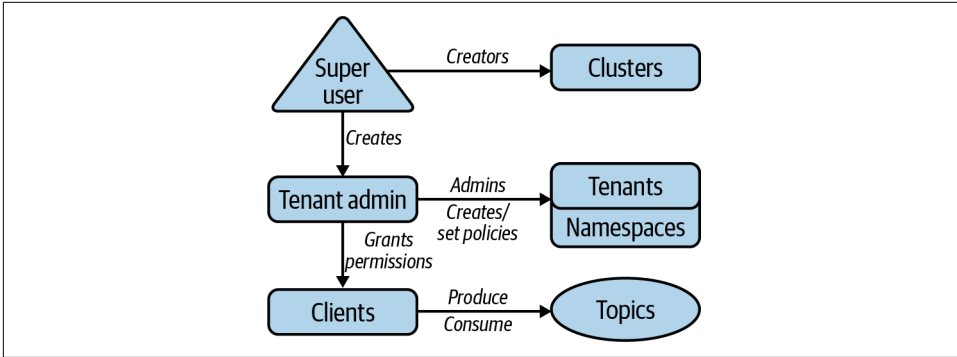 Super
user
Creators
Clusters
Creates
Tenant admin
Admins
Creates/
set policies
Tenants
Namespaces
Grants
permissions
Clients
Produce
Consume
Topics